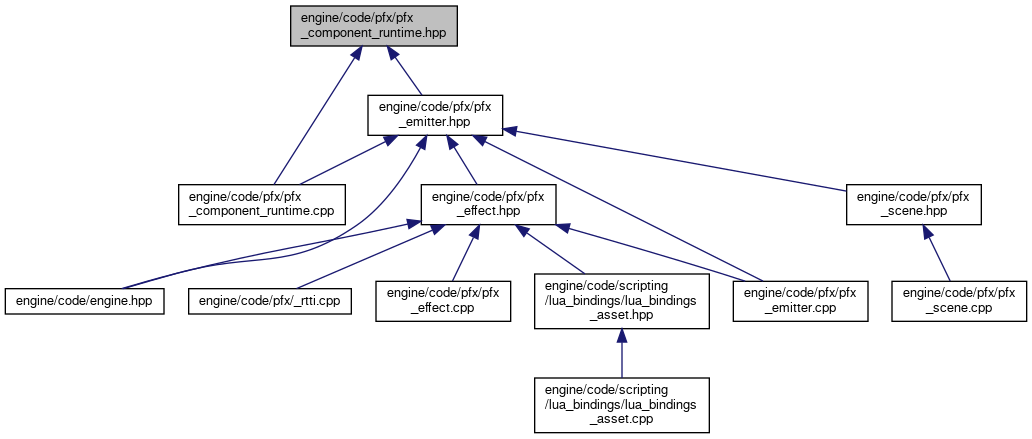 engine/code/pfx/pfx
_component_runtime.hpp
engine/code/pfx/pfx
_emitter.hpp
engine/code/pfx/pfx
_component_runtime.cpp
engine/code/pfx/pfx
_effect.hpp
engine/code/pfx/pfx
_scene.hpp
engine/code/engine.hpp
engine/code/pfx/_rtti.cpp
engine/code/pfx/pfx
_effect.cpp
engine/code/scripting
/lua_bindings/lua_bindings
_asset.hpp
engine/code/pfx/pfx
_emitter.cpp
engine/code/pfx/pfx
_scene.cpp
engine/code/scripting
/lua_bindings/lua_bindings
_asset.cpp